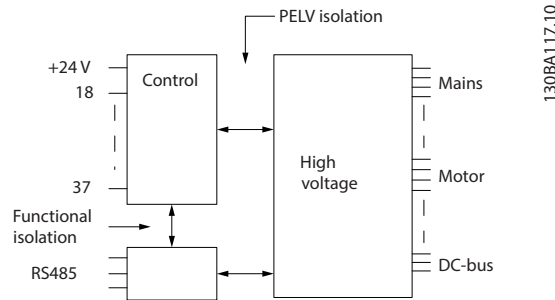 PELV isolation
130BA117.10
+24 V
Control
Mains
18
High
voltage
Motor
37
Functional
isolation
RS485
DC-bus